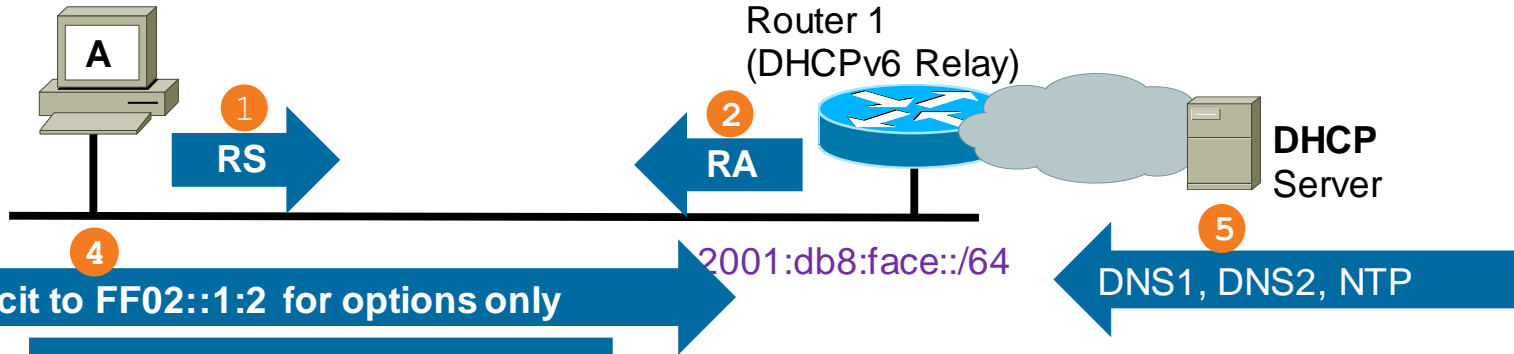 A
Router 1
(DHCPv6 Relay)
1
RS
2
RA
DHCP
Server
4
2001:db8:face::/64
5
cit to FF02::1:2 for options only
DNS1, DNS2, NTP